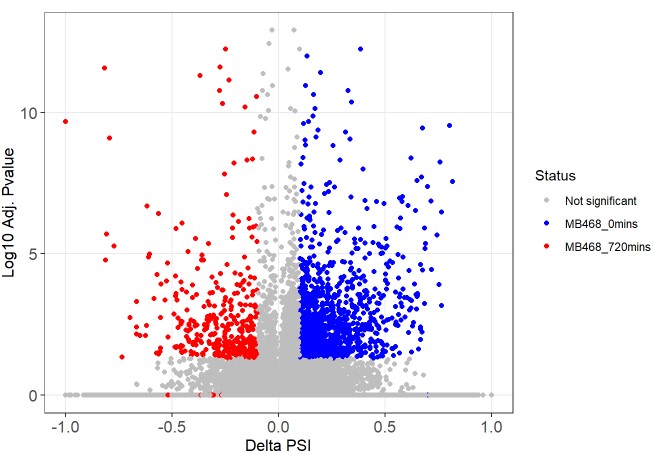 Log10 Adj. Pvalue
10
5
0
-1.0 -0.5 0.0 0.5 1.0
Delta PSI
Status
Not significant
MB468_0mins
MB468_720mins